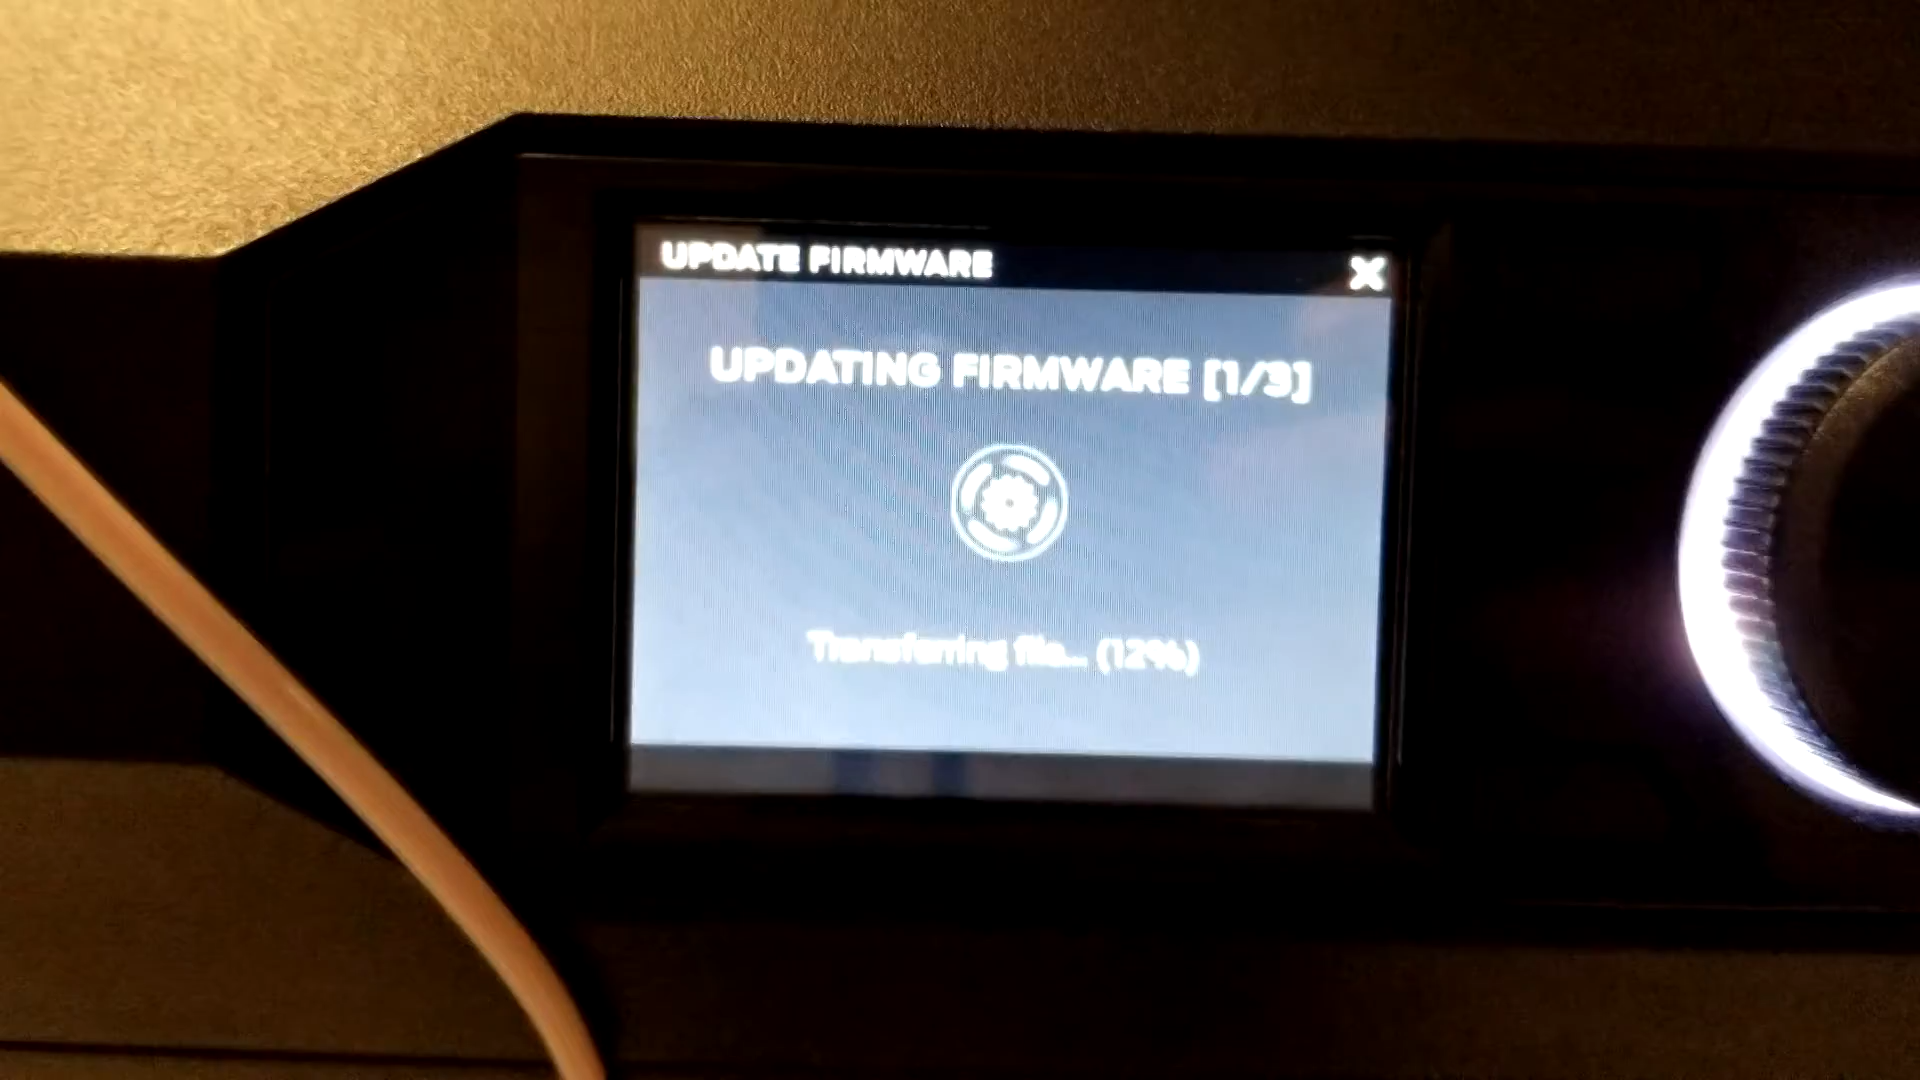 UPDATE FIRMWARE X
UPDATING FIRMWARE [1/3]
Transferring file... (12%)